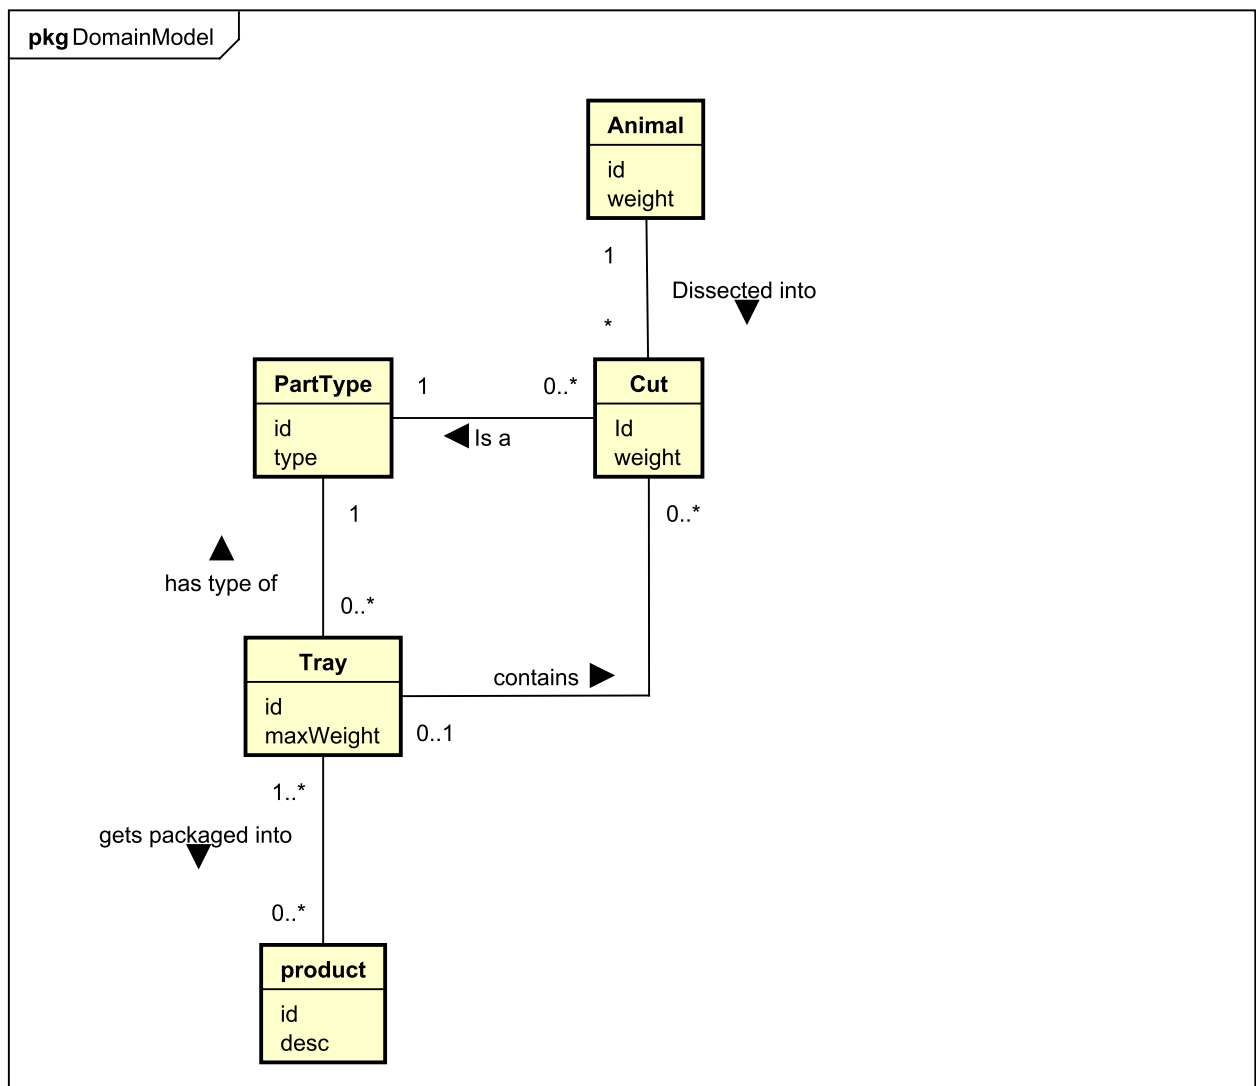 pkg DomainModel
Animal
id
weight
1
Dissected into
*
PartType
id
type
1
0..*
Is a
Cut
Id
weight
1
0..*
has type of
0..*
Tray
id
maxWeight
contains
0..1
1..*
gets packaged into
0..*
product
id
desc